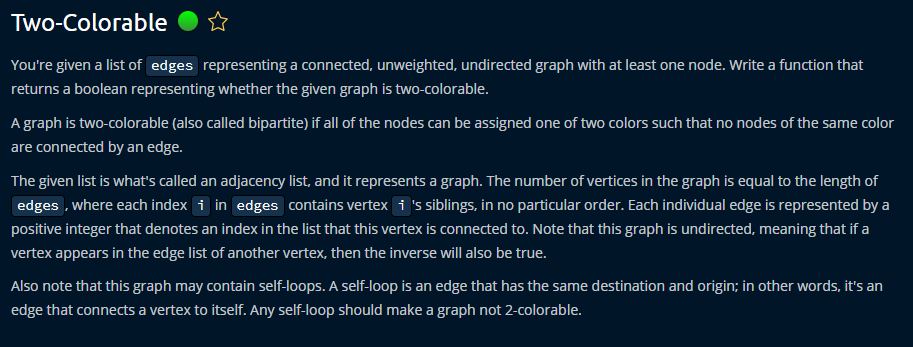 Two-Colorable
You're given a list of edges representing a connected, unweighted, undirected graph with at least one node. Write a function that
returns a boolean representing whether the given graph is two-colorable.
A graph is two-colorable (also called bipartite) if all of the nodes can be assigned one of two colors such that no nodes of the same color
are connected by an edge.
The given list is what's called an adjacency list, and it represents a graph. The number of vertices in the graph is equal to the length of
edges, where each index i in edges contains vertex i's siblings, in no particular order. Each individual edge is represented by a
positive integer that denotes an index in the list that this vertex is connected to. Note that this graph is undirected, meaning that if a
vertex appears in the edge list of another vertex, then the inverse will also be true.
Also note that this graph may contain self-loops. A self-loop is an edge that has the same destination and origin; in other words, it's an
edge that connects a vertex to itself. Any self-loop should make a graph not 2-colorable.